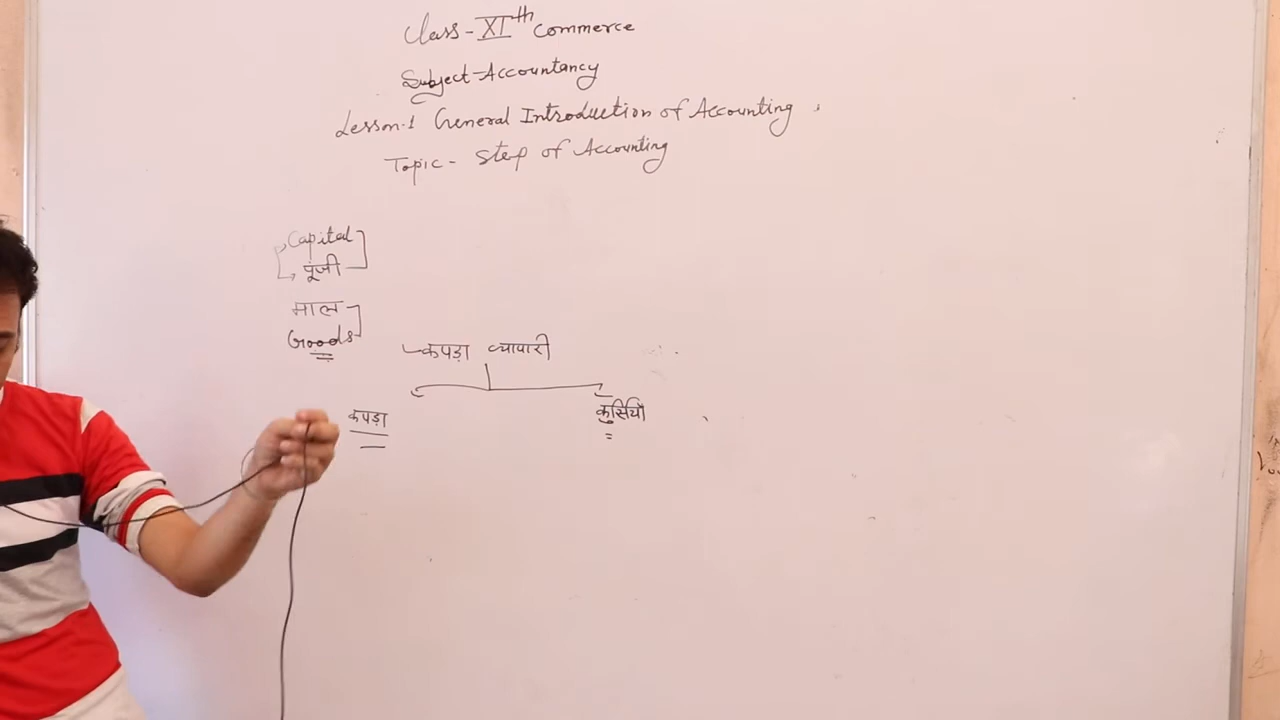 Class-XIth Commerce
Subject-Accountancy
Lesson-1 General Introduction of Accounting
Topic- Step of Accounting
Capital
पूंजी
माल
Goods
कपड़ा व्यापारी
कपड़ा
कुर्सियाँ